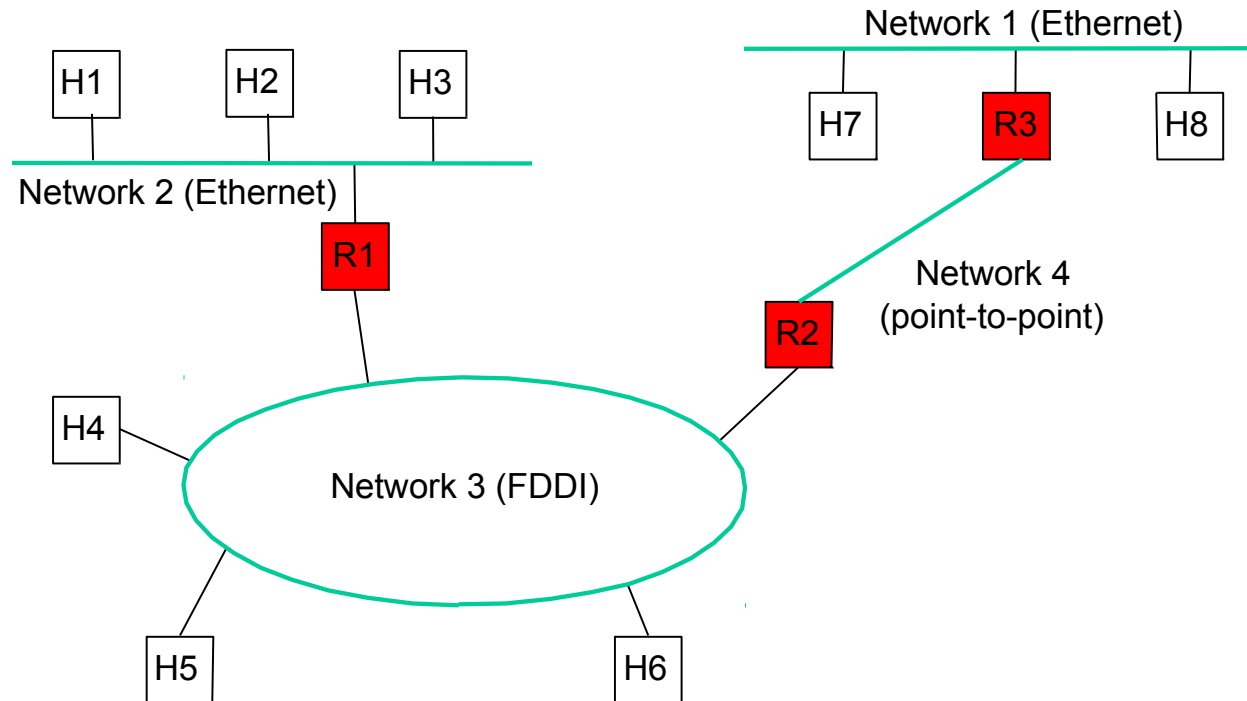 Network 1 (Ethernet)
H1
H2
H3
H7
R3
H8
Network 2 (Ethernet)
R1
Network 4
(point-to-point)
R2
H4
Network 3 (FDDI)
H5
H6